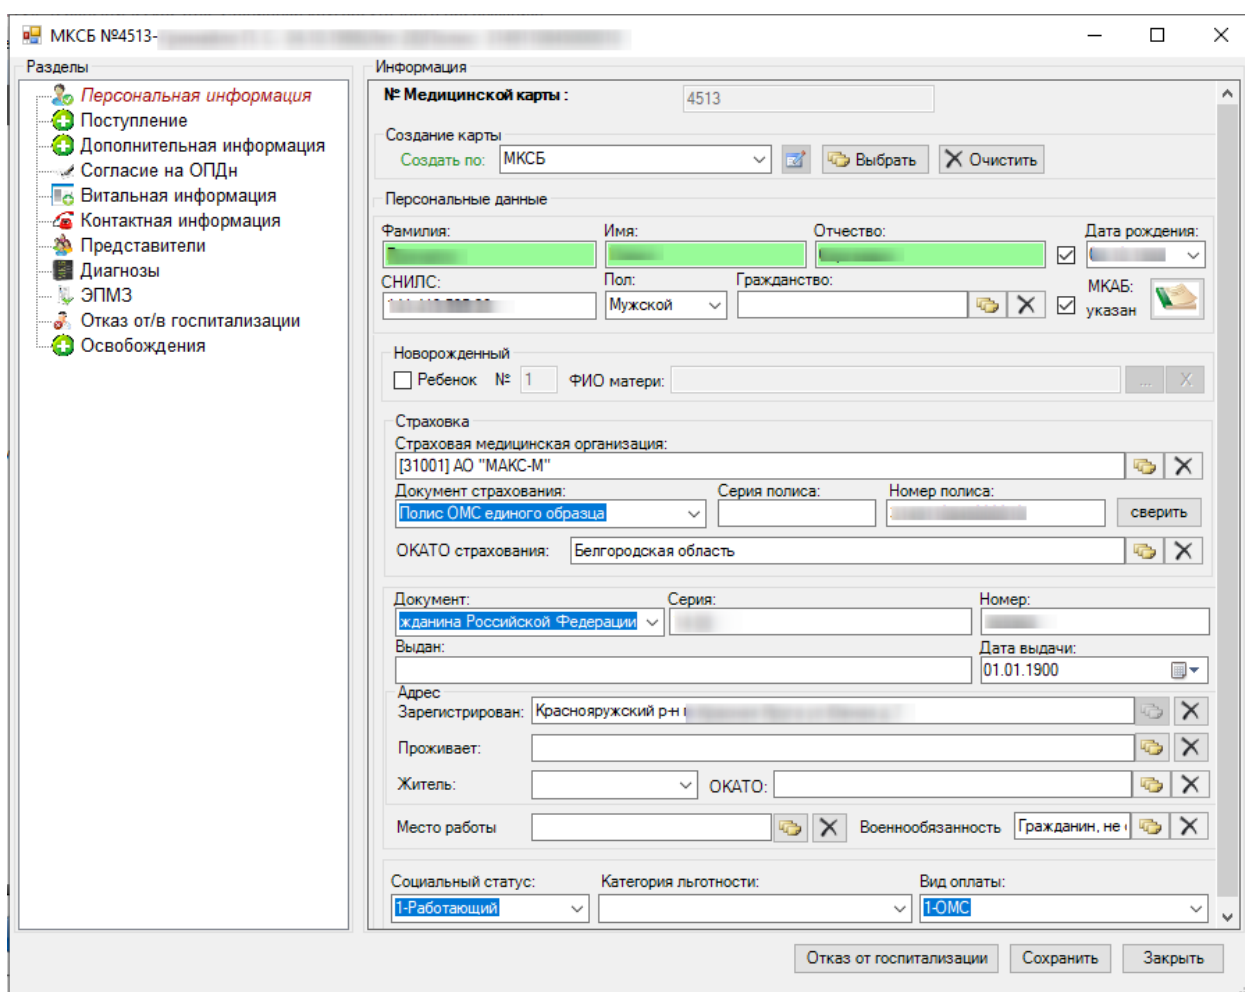 МКСБ №4513-
Разделы
Персональная информация
Поступление
Дополнительная информация
Согласие на ОПДн
Витальная информация
Контактная информация
Представители
Диагнозы
ЭПМЗ
Отказ от/в госпитализации
Освобождения
Информация
№ Медицинской карты : 4513
Создание карты
Создать по: МКСБ Выбрать Очистить
Персональные данные
Фамилия: Имя: Отчество: Дата рождения:
СНИЛС: Пол: Гражданство: МКАБ:
Мужской указан
Новорожденный
Ребенок № 1 ФИО матери: ... X
Страховка
Страховая медицинская организация:
[31001] АО "МАКС-М"
Документ страхования: Серия полиса: Номер полиса:
Полис ОМС единого образца сверить
ОКАТО страхования: Белгородская область
Документ: Серия: Номер:
жданина Российской Федерации
Выдан: Дата выдачи:
01.01.1900
Адрес
Зарегистрирован: Краснояружский р-н
Проживает:
Житель: ОКАТО:
Место работы Военнообязанность Гражданин, не
Социальный статус: Категория льготности: Вид оплаты:
1-Работающий 1-ОМС
Отказ от госпитализации Сохранить Закрыть